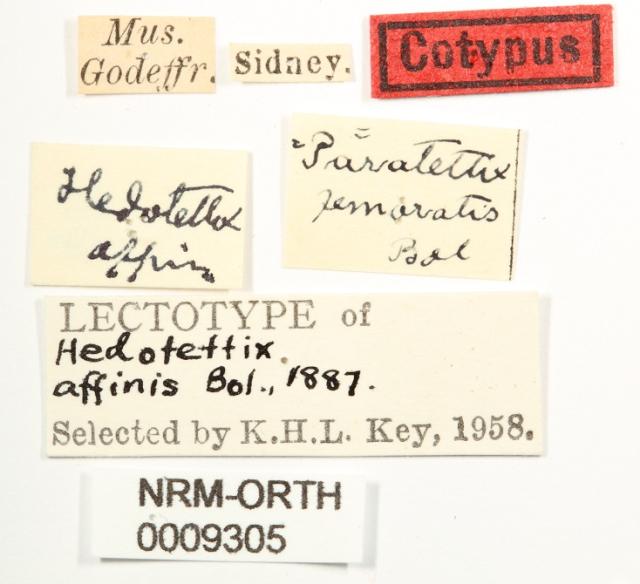 Mus.
Godeffr.
Sidney.
Cotypus
Hedotettix
affinis
"Paratettix
femoratis
Bol
LECTOTYPE of
Hedotettix
affinis Bol., 1887.
Selected by K.H.L. Key, 1958.
NRM-ORTH
0009305